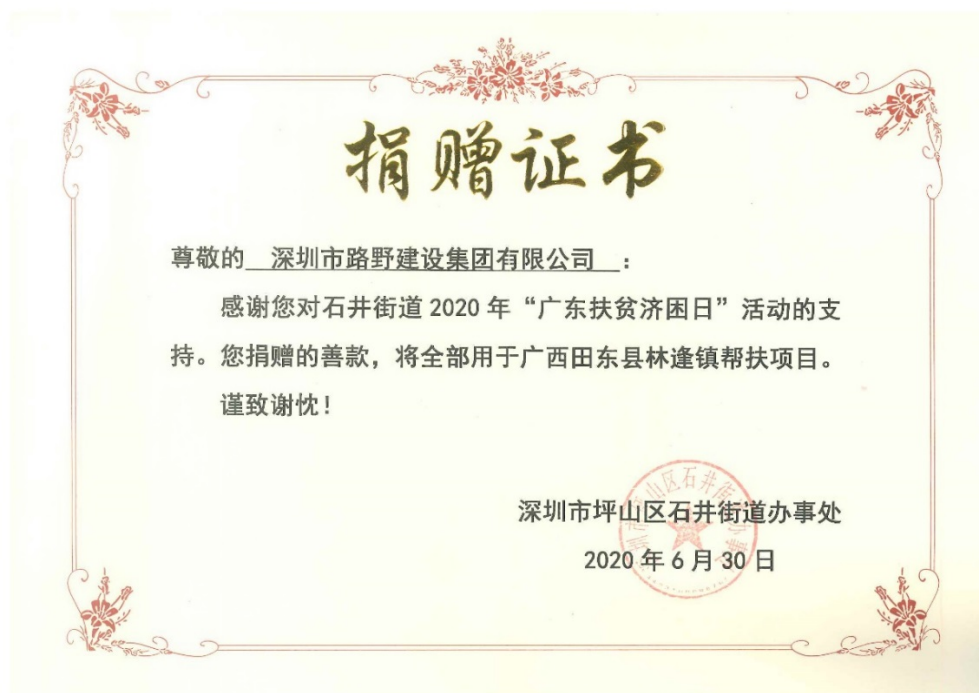 捐赠证书
尊敬的 深圳市路野建设集团有限公司 ：
感谢您对石井街道 2020 年“广东扶贫济困日”活动的支
持。您捐赠的善款，将全部用于广西田东县林逢镇帮扶项目。
谨致谢忱！
深圳市坪山区石井街道办事处
2020 年 6 月 30 日